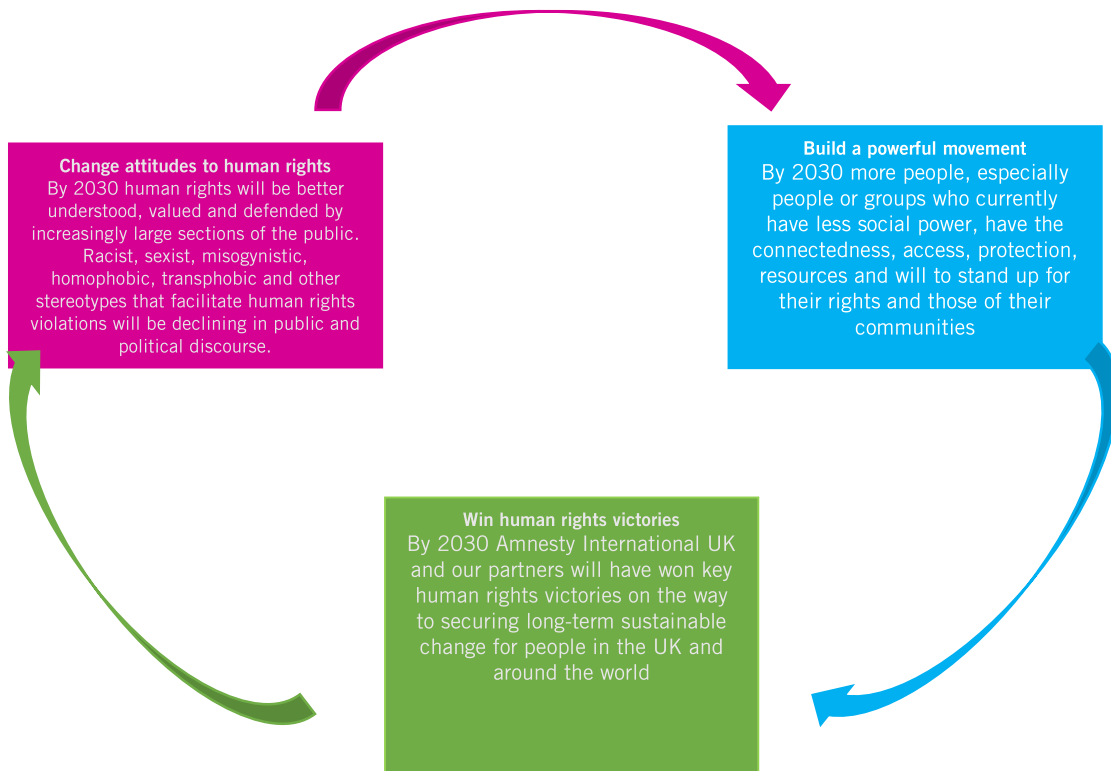 Change attitudes to human rights
By 2030 human rights will be better
understood, valued and defended by
increasingly large sections of the public.
Racist, sexist, misogynistic,
homophobic, transphobic and other
stereotypes that facilitate human rights
violations will be declining in public and
political discourse.
Build a powerful movement
By 2030 more people, especially
people or groups who currently
have less social power, have the
connectedness, access, protection,
resources and will to stand up for
their rights and those of their
communities
Win human rights victories
By 2030 Amnesty International UK
and our partners will have won key
human rights victories on the way
to securing long-term sustainable
change for people in the UK and
around the world